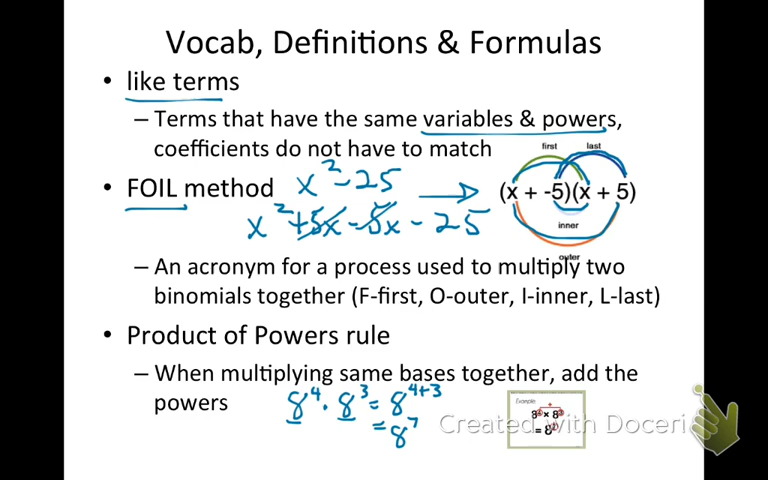 Vocab, Definitions & Formulas
• like terms
– Terms that have the same variables & powers,
coefficients do not have to match
first last
• FOIL method x² - 25 → (x + -5)(x + 5)
x² + 5x - 5x - 25
inner
outer
– An acronym for a process used to multiply two
binomials together (F-first, O-outer, I-inner, L-last)
• Product of Powers rule
– When multiplying same bases together, add the
powers
8⁴ · 8³ = 8⁴⁺³
= 8⁷
Example:
Created with Doceri